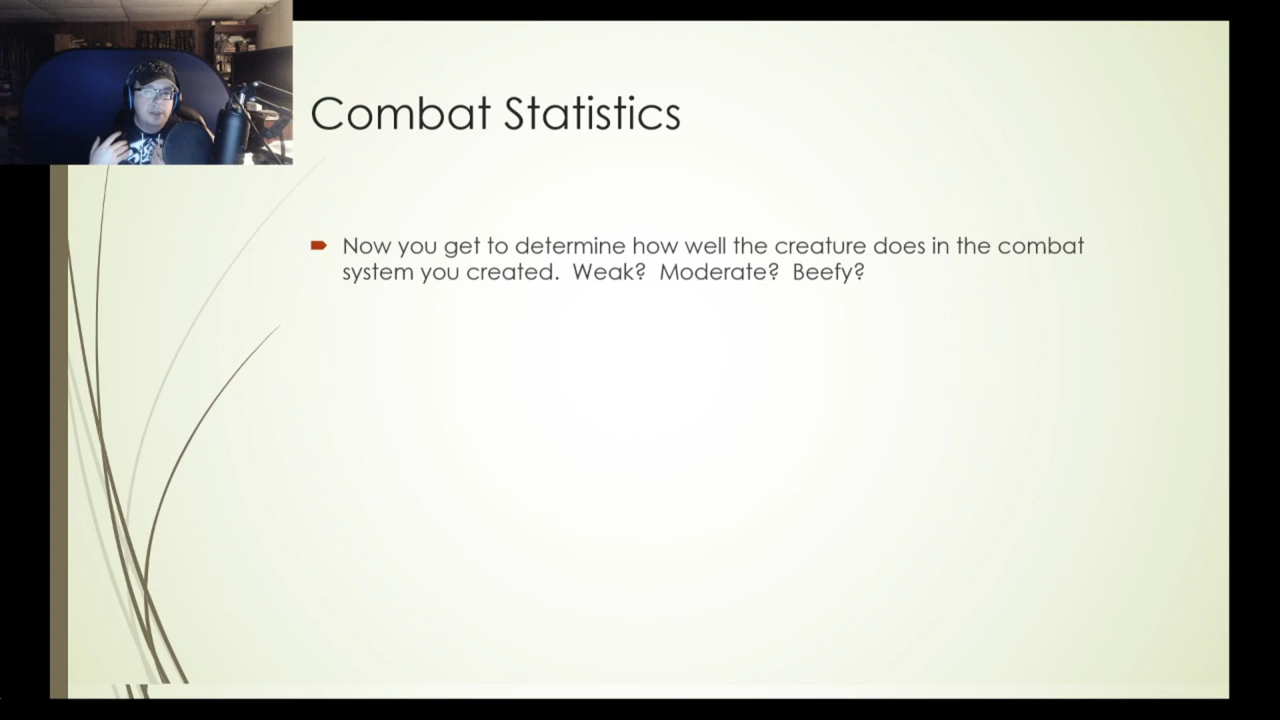 Combat Statistics
Now you get to determine how well the creature does in the combat
system you created.  Weak?  Moderate?  Beefy?